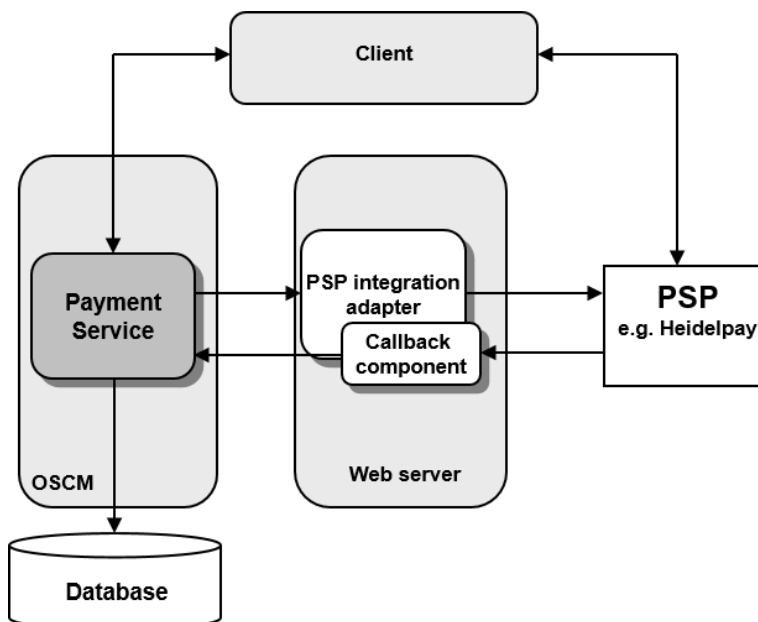 Client
Payment
Service
PSP integration
adapter
Callback
component
PSP
e.g. Heidelpay
OSCM
Web server
Database